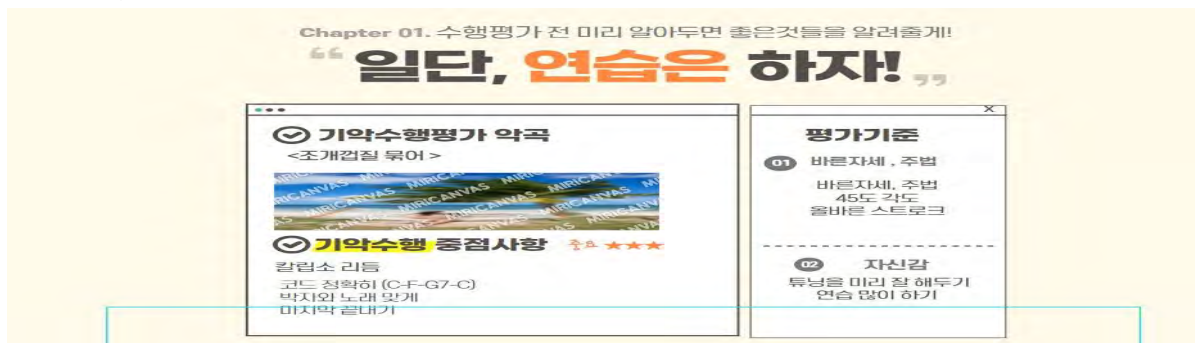 Chapter 01. 수행평가 전 미리 알아두면 좋은것들을 알려줄게!
“ 일단, 연습은 하자! ”
기악수행평가 악곡
<조개껍질 묶어 >
MIRICANVAS MIRICANVAS MIRICANVAS
기악수행 중점사항 중요 ★★★
칼립소 리듬
코드 정확히 (C-F-G7-C)
박자와 노래 맞게
마지막 끝내기
X
평가기준
01 바른자세 , 주법
바른자세, 주법
45도 각도
올바른 스트로크
02 자신감
튜닝을 미리 잘 해두기
연습 많이 하기